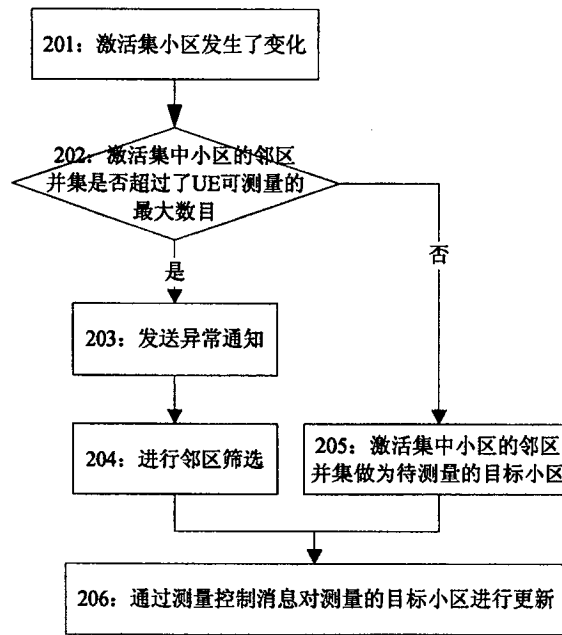 201：激活集小区发生了变化
202：激活集中小区的邻区
并集是否超过了UE可测量的
最大数目
是
否
203：发送异常通知
204：进行邻区筛选
205：激活集中小区的邻区
并集做为待测量的目标小区
206：通过测量控制消息对测量的目标小区进行更新